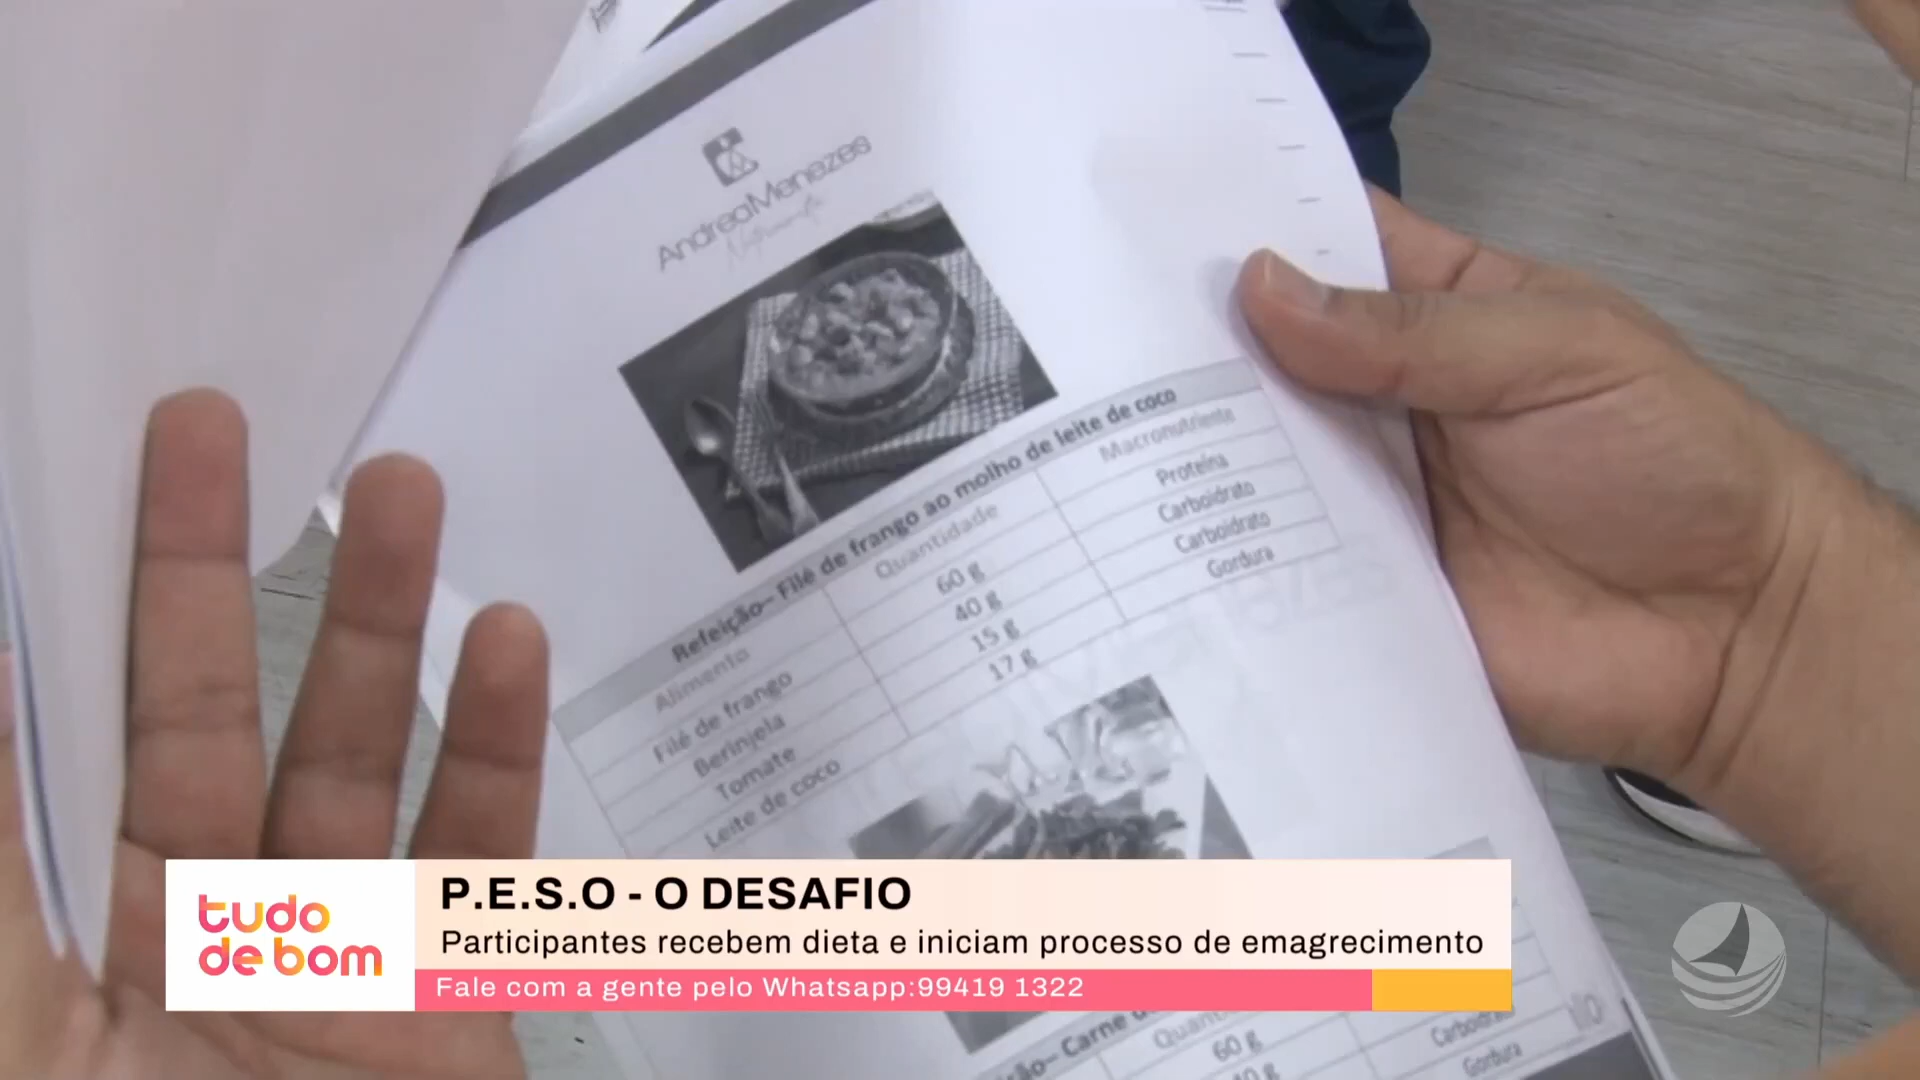 AndreaMenezes
Refeição– Filé de frango ao molho de leite de coco
Alimento Quantidade Macronutriente
Filé de frango 60 g Proteína
Berinjela 40 g Carboidrato
Tomate 15 g Carboidrato
Leite de coco 17 g Gordura
– Carne
60 g Carboidrato
Gordura
tudo
de bom
P.E.S.O - O DESAFIO
Participantes recebem dieta e iniciam processo de emagrecimento
Fale com a gente pelo Whatsapp:99419 1322